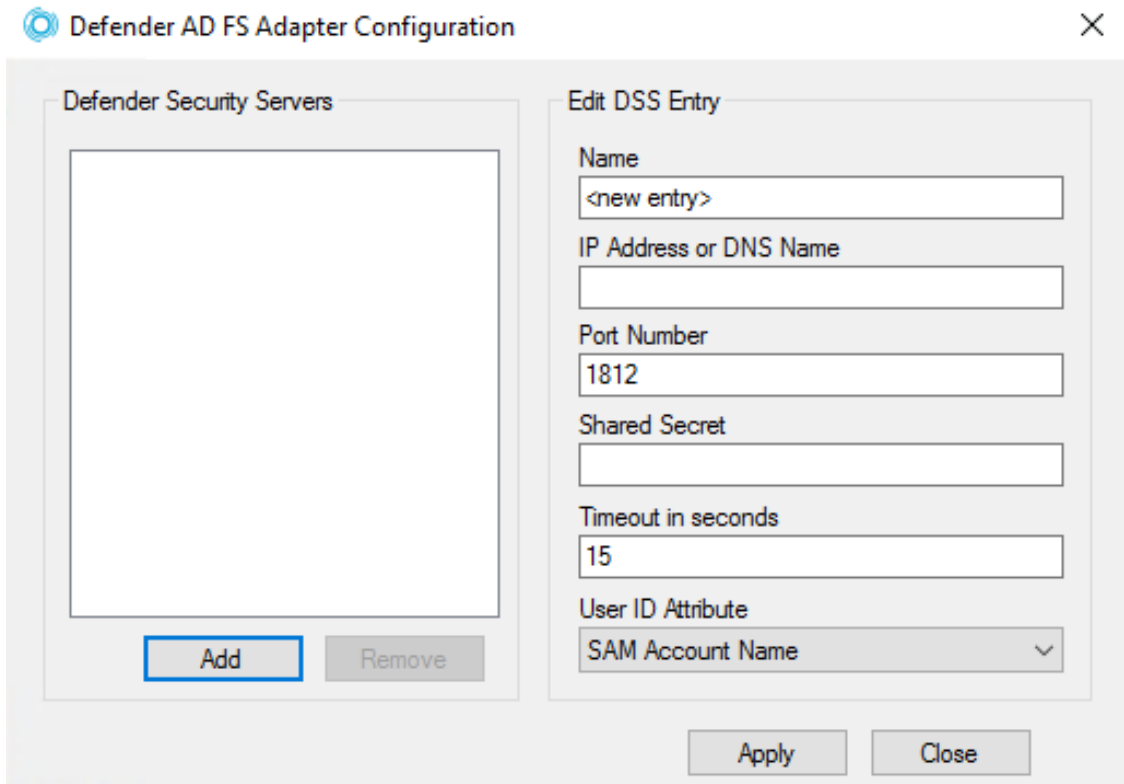 Defender AD FS Adapter Configuration
Defender Security Servers
Add
Remove
Edit DSS Entry
Name
<new entry>
IP Address or DNS Name
Port Number
1812
Shared Secret
Timeout in seconds
15
User ID Attribute
SAM Account Name
Apply
Close